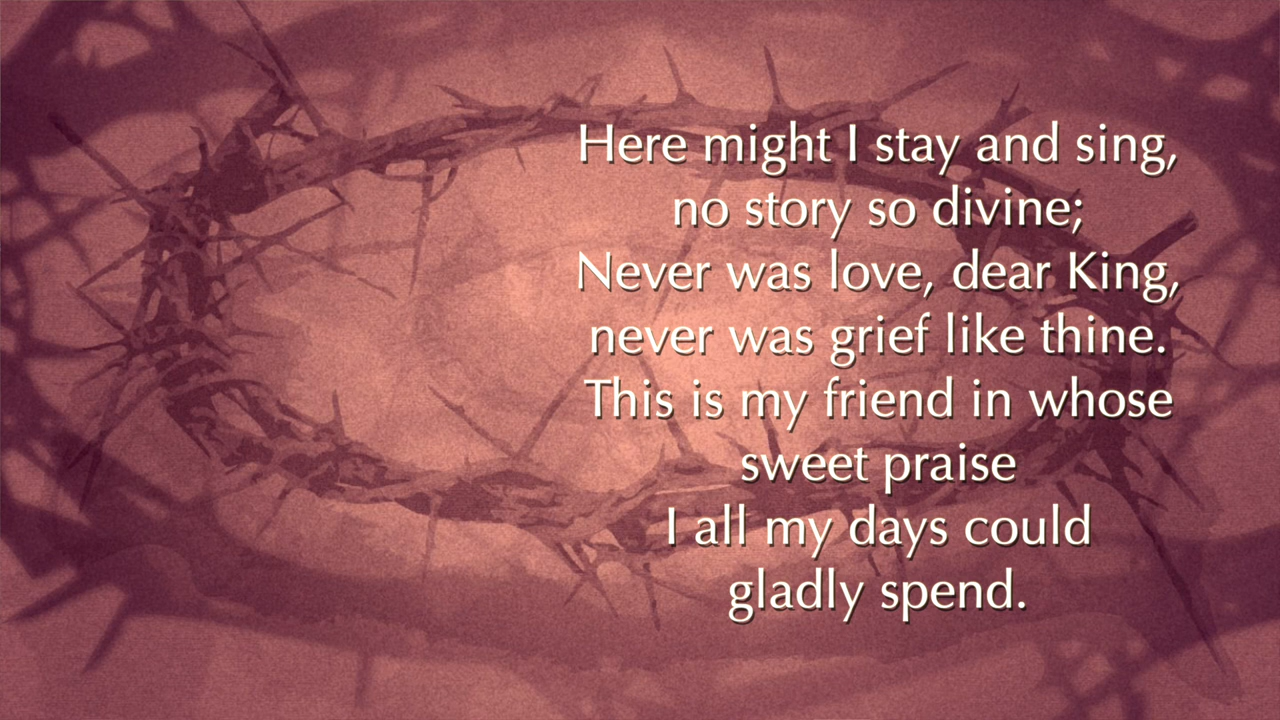 Here might I stay and sing,
no story so divine;
Never was love, dear King,
never was grief like thine.
This is my friend in whose
sweet praise
I all my days could
gladly spend.